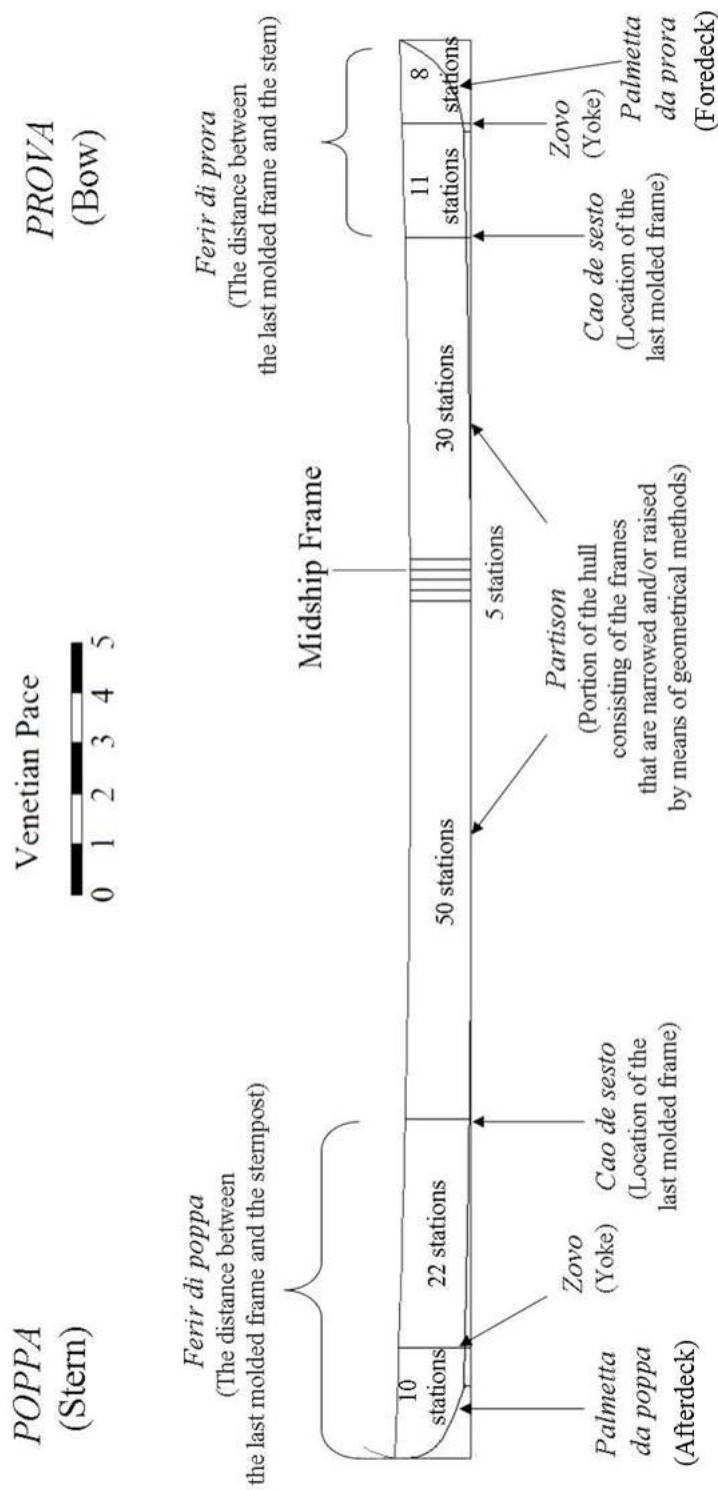 POPPA
(Stern)
Venetian Pace
0 1 2 3 4 5
PROVA
(Bow)
Ferir di poppa
(The distance between
the last molded frame and the sternpost)
Ferir di prora
(The distance between
the last molded frame and the stem)
Midship Frame
10
stations
22 stations
50 stations
5 stations
30 stations
11
stations
8
stations
Palmetta
da poppa
(Afterdeck)
Zovo
(Yoke)
Cao de sesto
(Location of the
last molded frame)
Partison
(Portion of the hull
consisting of the frames
that are narrowed and/or raised
by means of geometrical methods)
Cao de sesto
(Location of the
last molded frame)
Zovo
(Yoke)
Palmetta
da prora
(Foredeck)